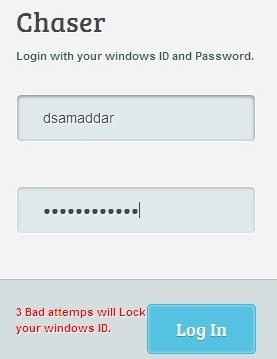 Chaser
Login with your windows ID and Password.
dsamaddar
••••••••••••
3 Bad attemps will Lock
your windows ID.
Log In